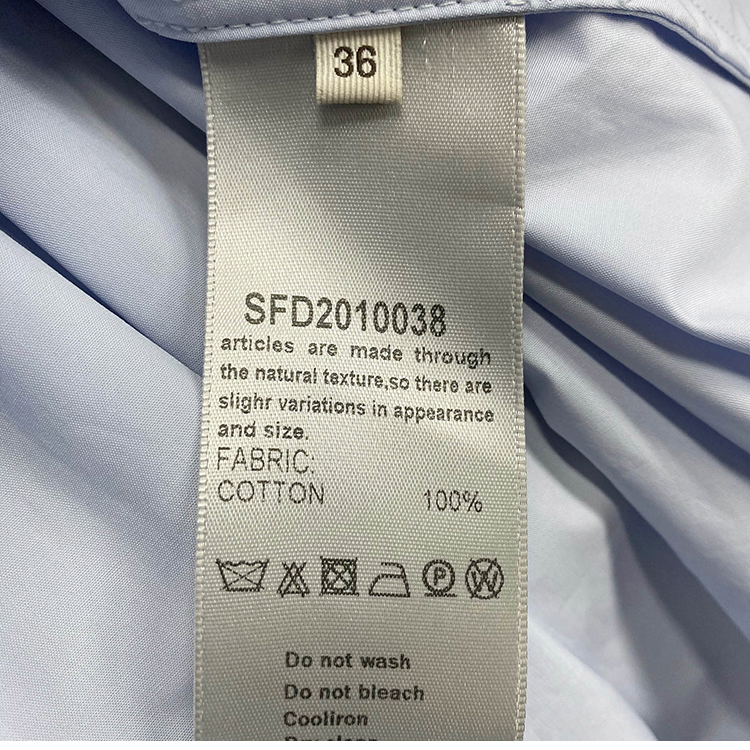 36
SFD2010038
articles are made through
the natural texture,so there are
slighr variations in appearance
and size.
FABRIC:
COTTON 100%
P W
Do not wash
Do not bleach
Cooliron